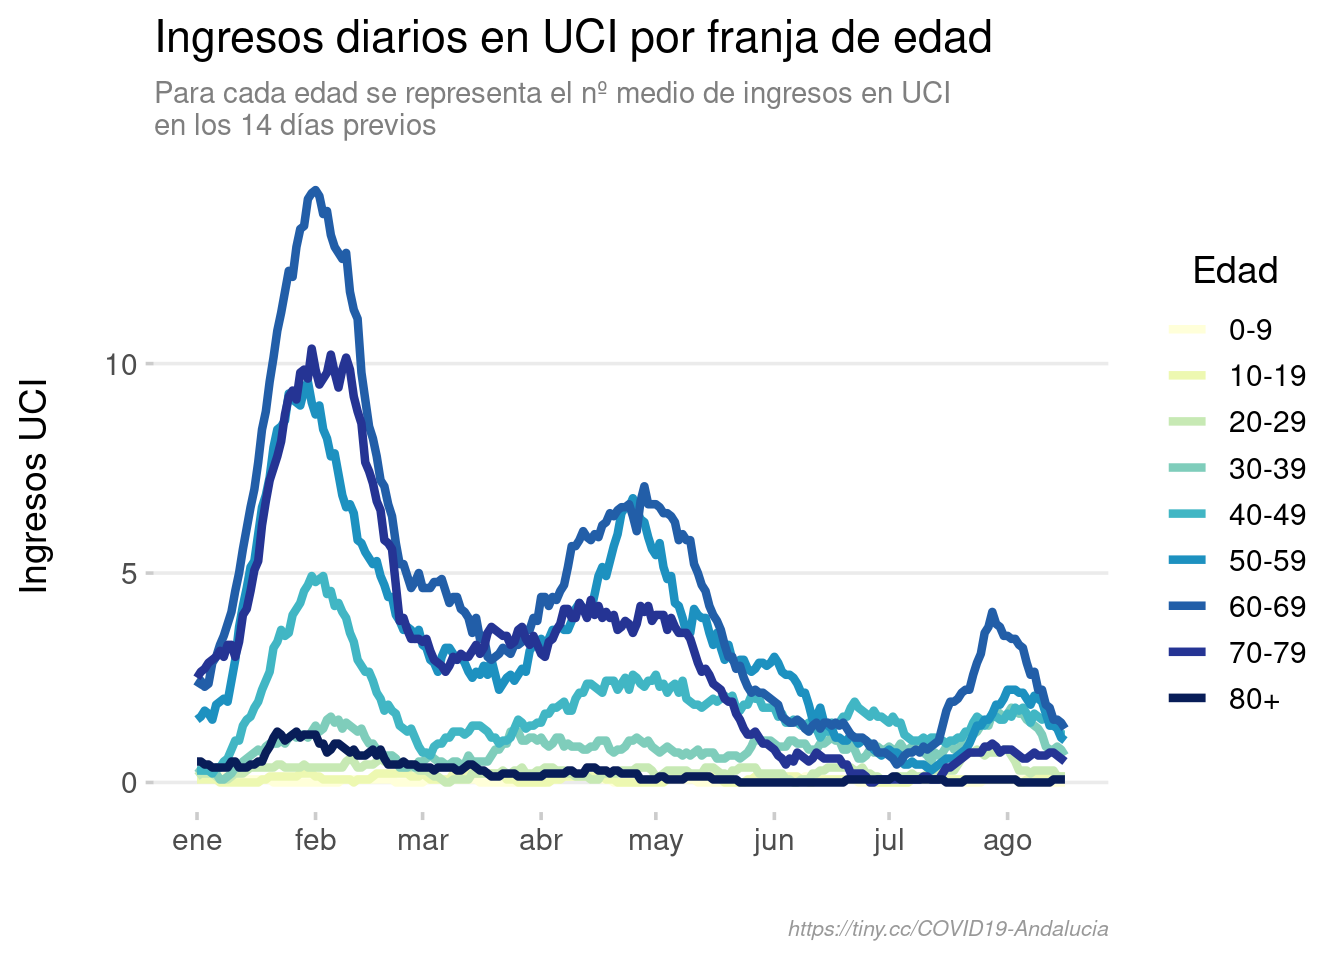 Ingresos diarios en UCI por franja de edad
Para cada edad se representa el nº medio de ingresos en UCI
en los 14 días previos
Ingresos UCI
10
5
0
ene feb mar abr may jun jul ago
Edad
0-9
10-19
20-29
30-39
40-49
50-59
60-69
70-79
80+
https://tiny.cc/COVID19-Andalucia